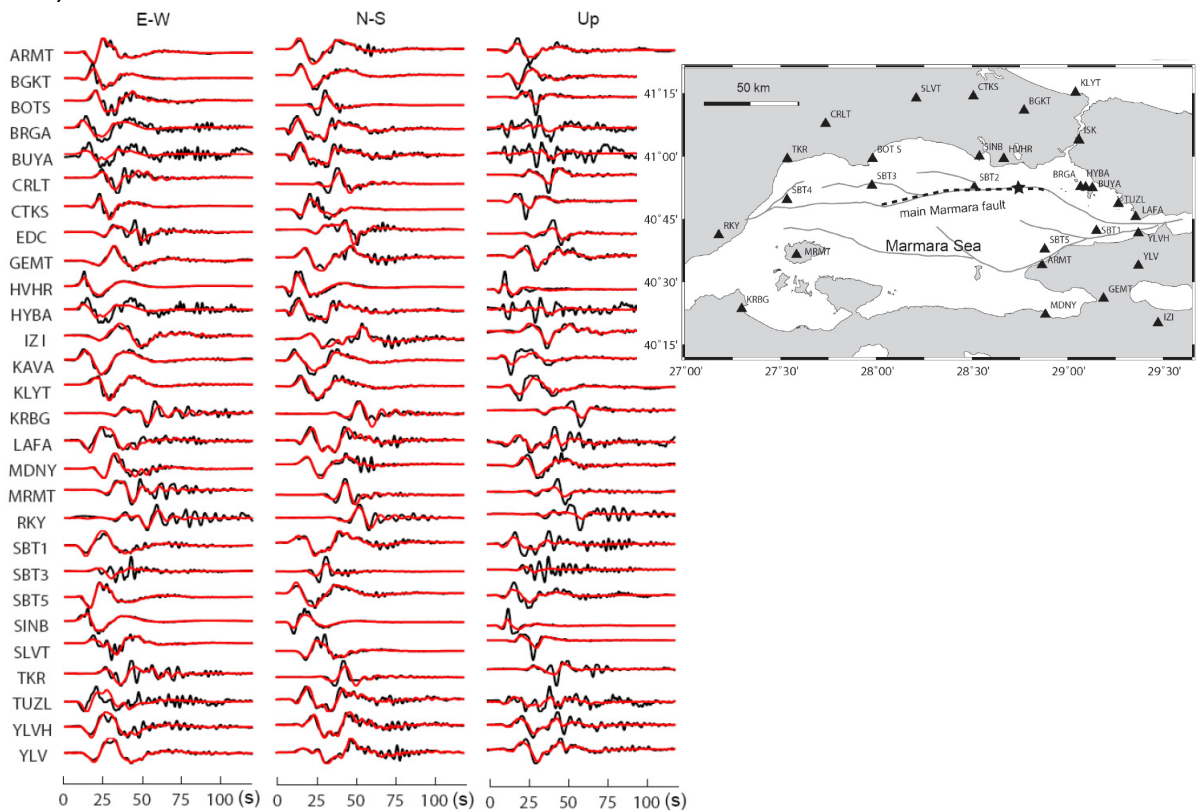 E-W N-S Up
ARMT
BGKT
BOTS
BRGA
BUYA
CRLT
CTKS
EDC
GEMT
HVHR
HYBA
IZI
KAVA
KLYT
KRBG
LAFA
MDNY
MRMT
RKY
SBT1
SBT3
SBT5
SINB
SLVT
TKR
TUZL
YLVH
YLV
0 25 50 75 100 (s) 0 25 50 75 100 (s) 0 25 50 75 100 (s)
50 km
41°15'
41°00'
40°45'
40°30'
40°15'
27°00' 27°30' 28°00' 28°30' 29°00' 29°30'
SLVT CTKS KLYT
BGKT
CRLT
ISK
TKR BOT S SINB HVHR
SBT3 SBT2 BRGA HYBA
BUYA
SBT4
TUZL
main Marmara fault
LAFA
RKY SBT1 YLVH
Marmara Sea SBT5
MRMT ARMT YLV
GEMT
KRBG MDNY
IZI